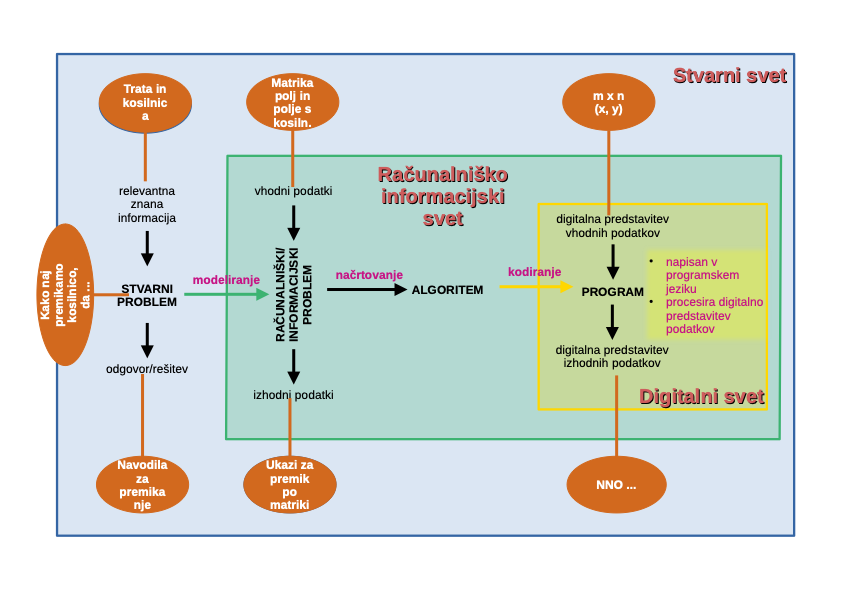 Stvarni svet
Trata in
kosilnic
a
Matrika
polj in
polje s
kosiln.
m x n
(x, y)
Računalniško
informacijski
svet
relevantna
znana
informacija
vhodni podatki
digitalna predstavitev
vhodnih podatkov
Kako naj
premikamo
kosilnico,
da ...
STVARNI
PROBLEM
modeliranje
RAČUNALNIŠKI/
INFORMACIJSKI
PROBLEM
načrtovanje
ALGORITEM
kodiranje
PROGRAM
• napisan v
programskem
jeziku
• procesira digitalno
predstavitev
podatkov
odgovor/rešitev
izhodni podatki
digitalna predstavitev
izhodnih podatkov
Digitalni svet
Navodila
za
premika
nje
Ukazi za
premik
po
matriki
NNO ...